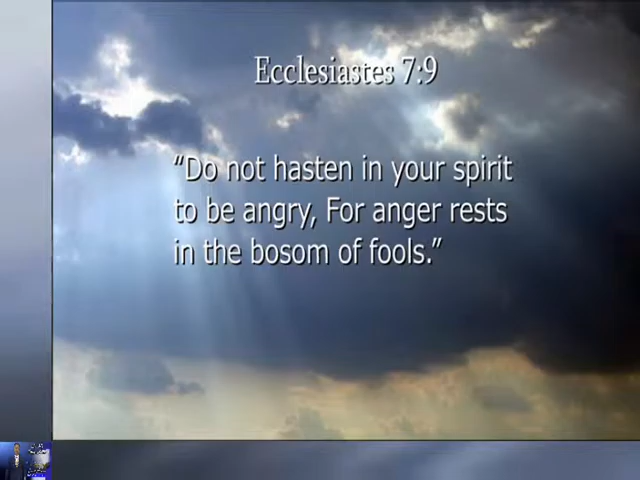 Ecclesiastes 7:9
"Do not hasten in your spirit
to be angry, For anger rests
in the bosom of fools."